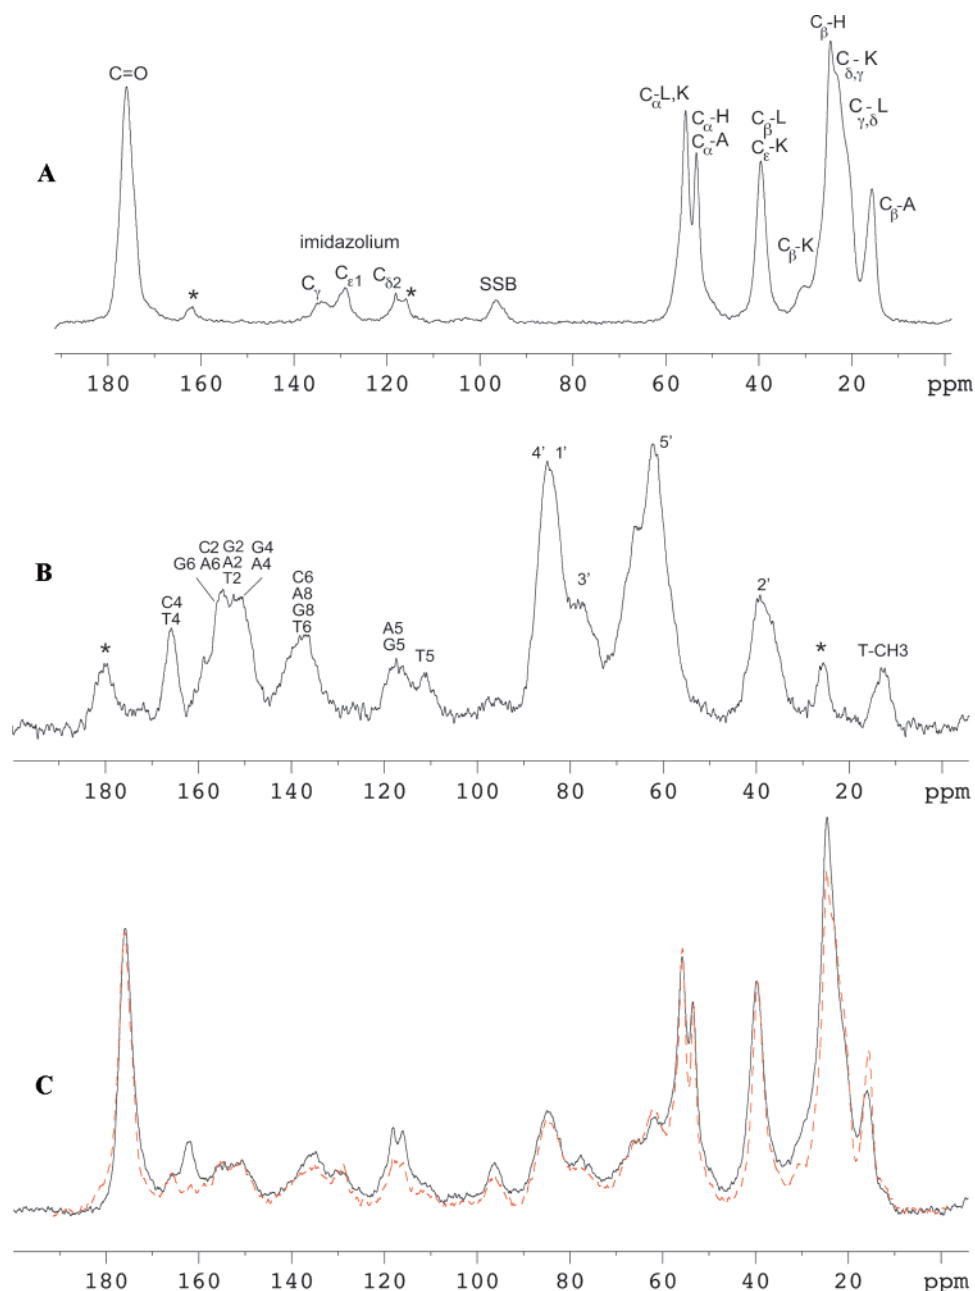 A
C=O
*
imidazolium
Cγ
Cε1
Cδ2
*
SSB
Cα-L,K
Cα-H
Cα-A
Cβ-L
Cε-K
Cβ-K
Cβ-H
Cδ,γ- K
Cγ,δ- L
Cβ-A
180 160 140 120 100 80 60 40 20 ppm
B
*
C4
T4
G6
C2
A6
G2
A2
T2
G4
A4
C6
A8
G8
T6
A5
G5
T5
4’ 1’
3’
5’
2’
*
T-CH3
180 160 140 120 100 80 60 40 20 ppm
C
180 160 140 120 100 80 60 40 20 ppm